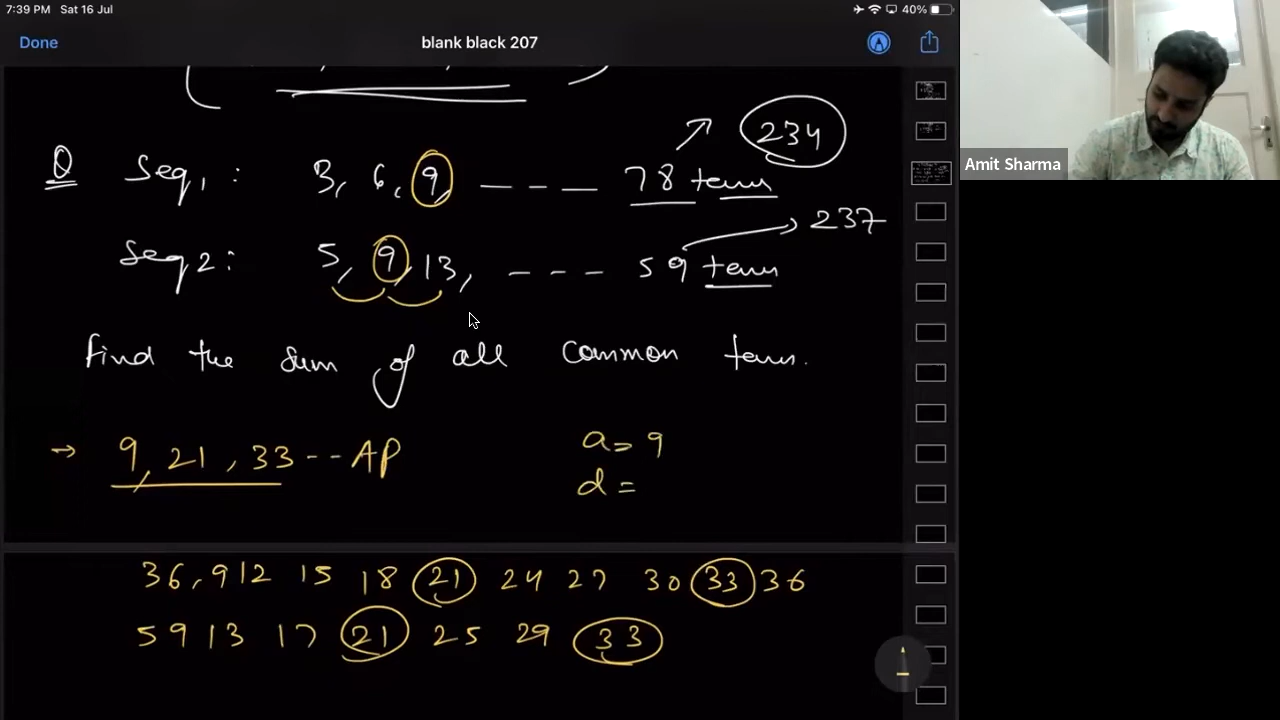 7:39 PM Sat 16 Jul
40%
Done
blank black 207
Amit Sharma
234
Q Seq1 : 3, 6, 9, --- 78 term
237
Seq2: 5, 9, 13, --- 59 term
Find the sum of all common term.
→ 9, 21, 33 -- AP
a = 9
d =
3 6, 9 12 15 18 21 24 27 30 33 36
5 9 13 17 21 25 29 33